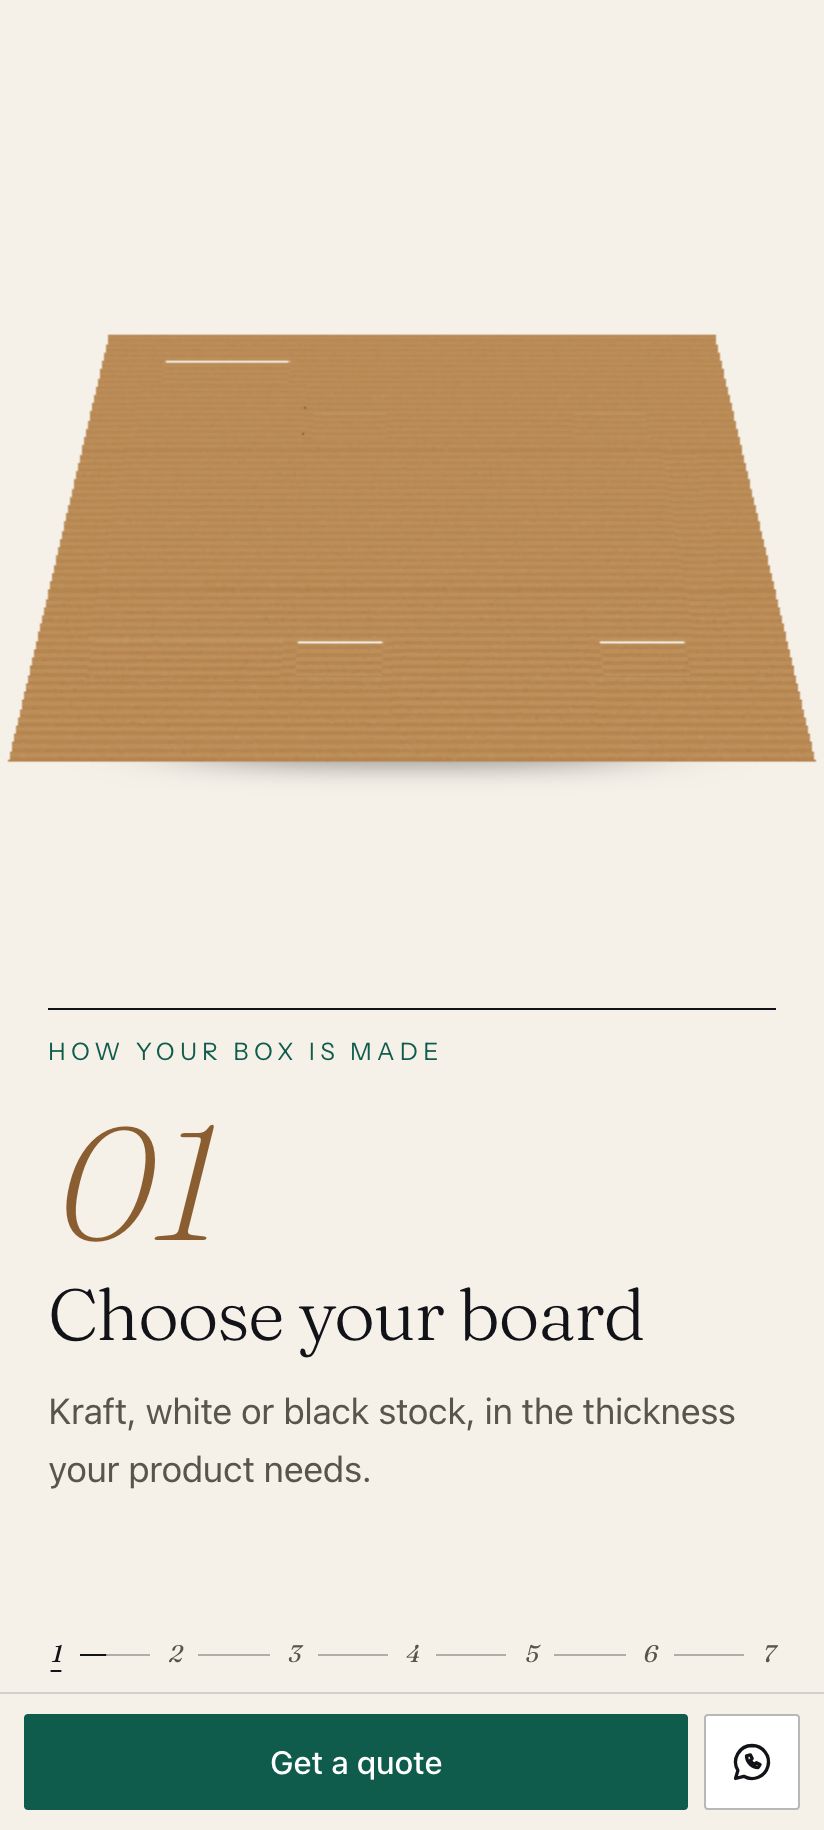 HOW YOUR BOX IS MADE
01
Choose your board
Kraft, white or black stock, in the thickness
your product needs.
1 2 3 4 5 6 7
Get a quote